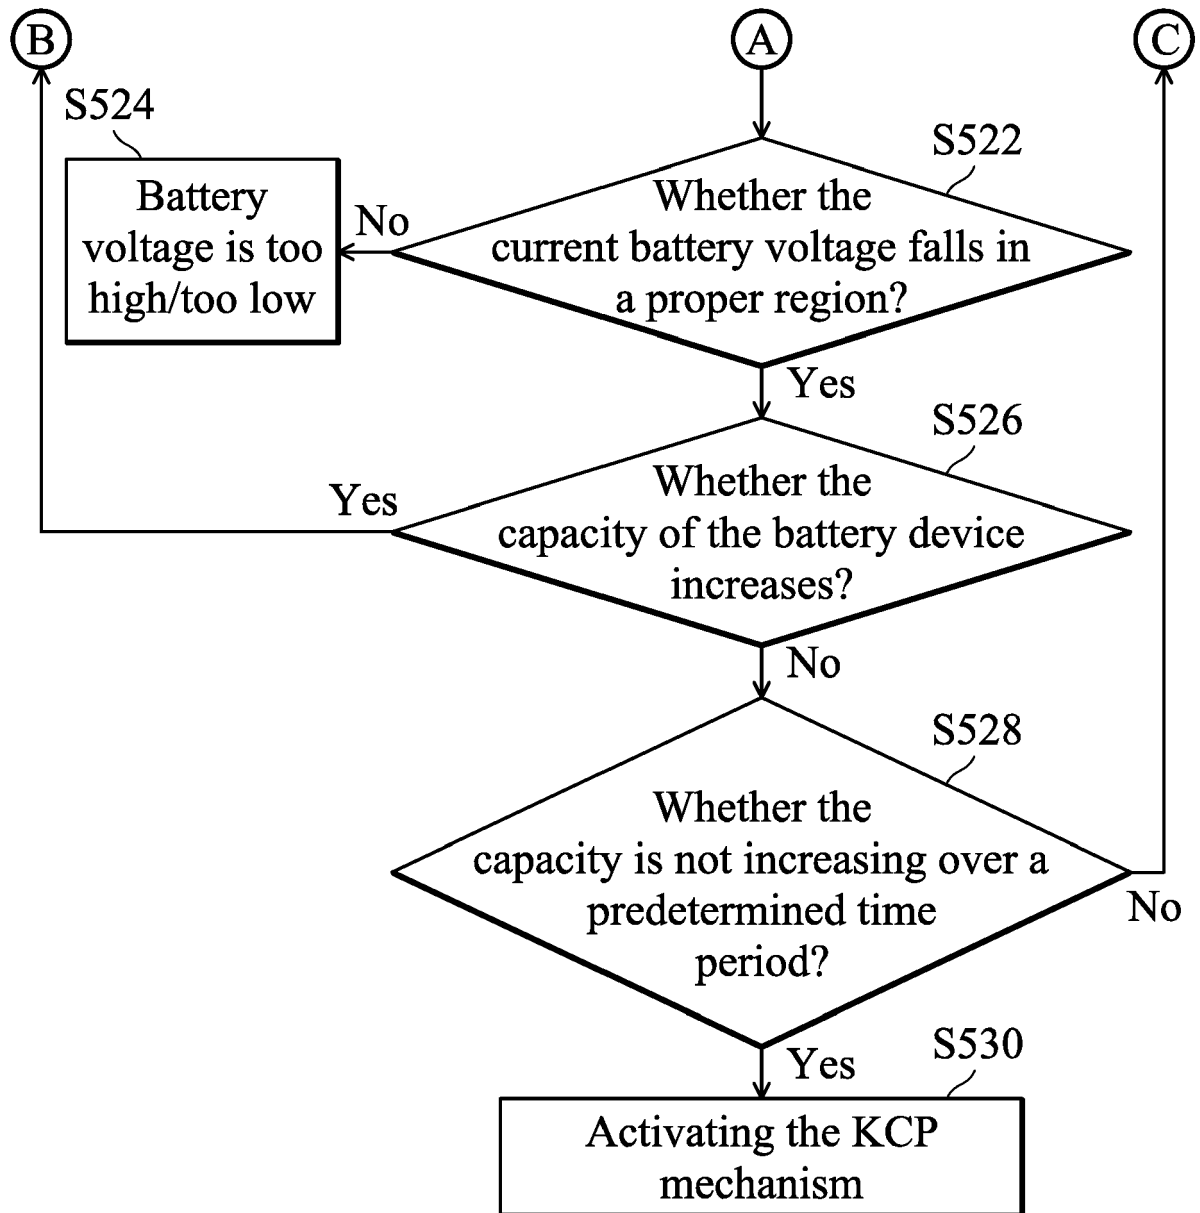 B
A
C
S524
S522
Battery
voltage is too
high/too low
No
Whether the
current battery voltage falls in
a proper region?
Yes
S526
Yes
Whether the
capacity of the battery device
increases?
No
S528
Whether the
capacity is not increasing over a
predetermined time
period?
No
Yes
S530
Activating the KCP
mechanism